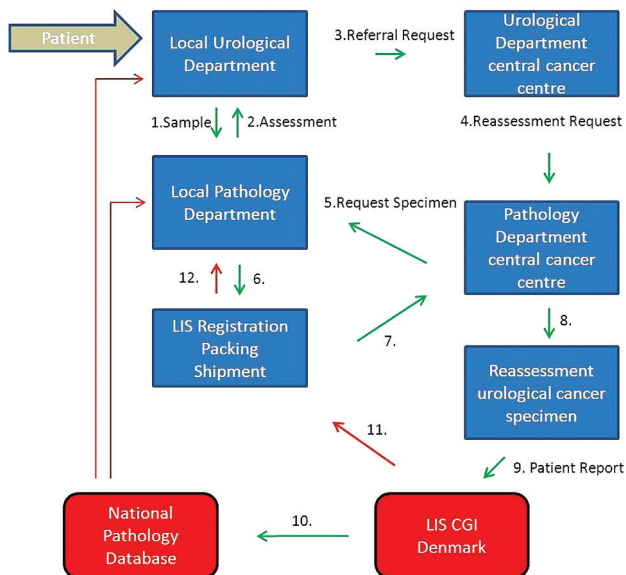 Patient
Local Urological
Department
3.Referral Request
Urological
Department
central cancer
centre
1.Sample
2.Assessment
4.Reassessment Request
Local Pathology
Department
5.Request Specimen
Pathology
Department
central cancer
centre
12.
6.
LIS Registration
Packing
Shipment
7.
8.
Reassessment
urological cancer
specimen
11.
9. Patient Report
National
Pathology
Database
10.
LIS CGI
Denmark